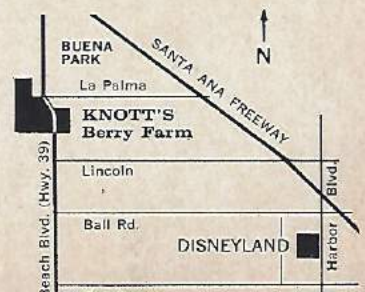 BUENA
PARK
SANTA ANA FREEWAY
N
La Palma
KNOTT'S
Berry Farm
Beach Blvd. (Hwy. 39)
Lincoln
Harbor Blvd.
Ball Rd.
DISNEYLAND